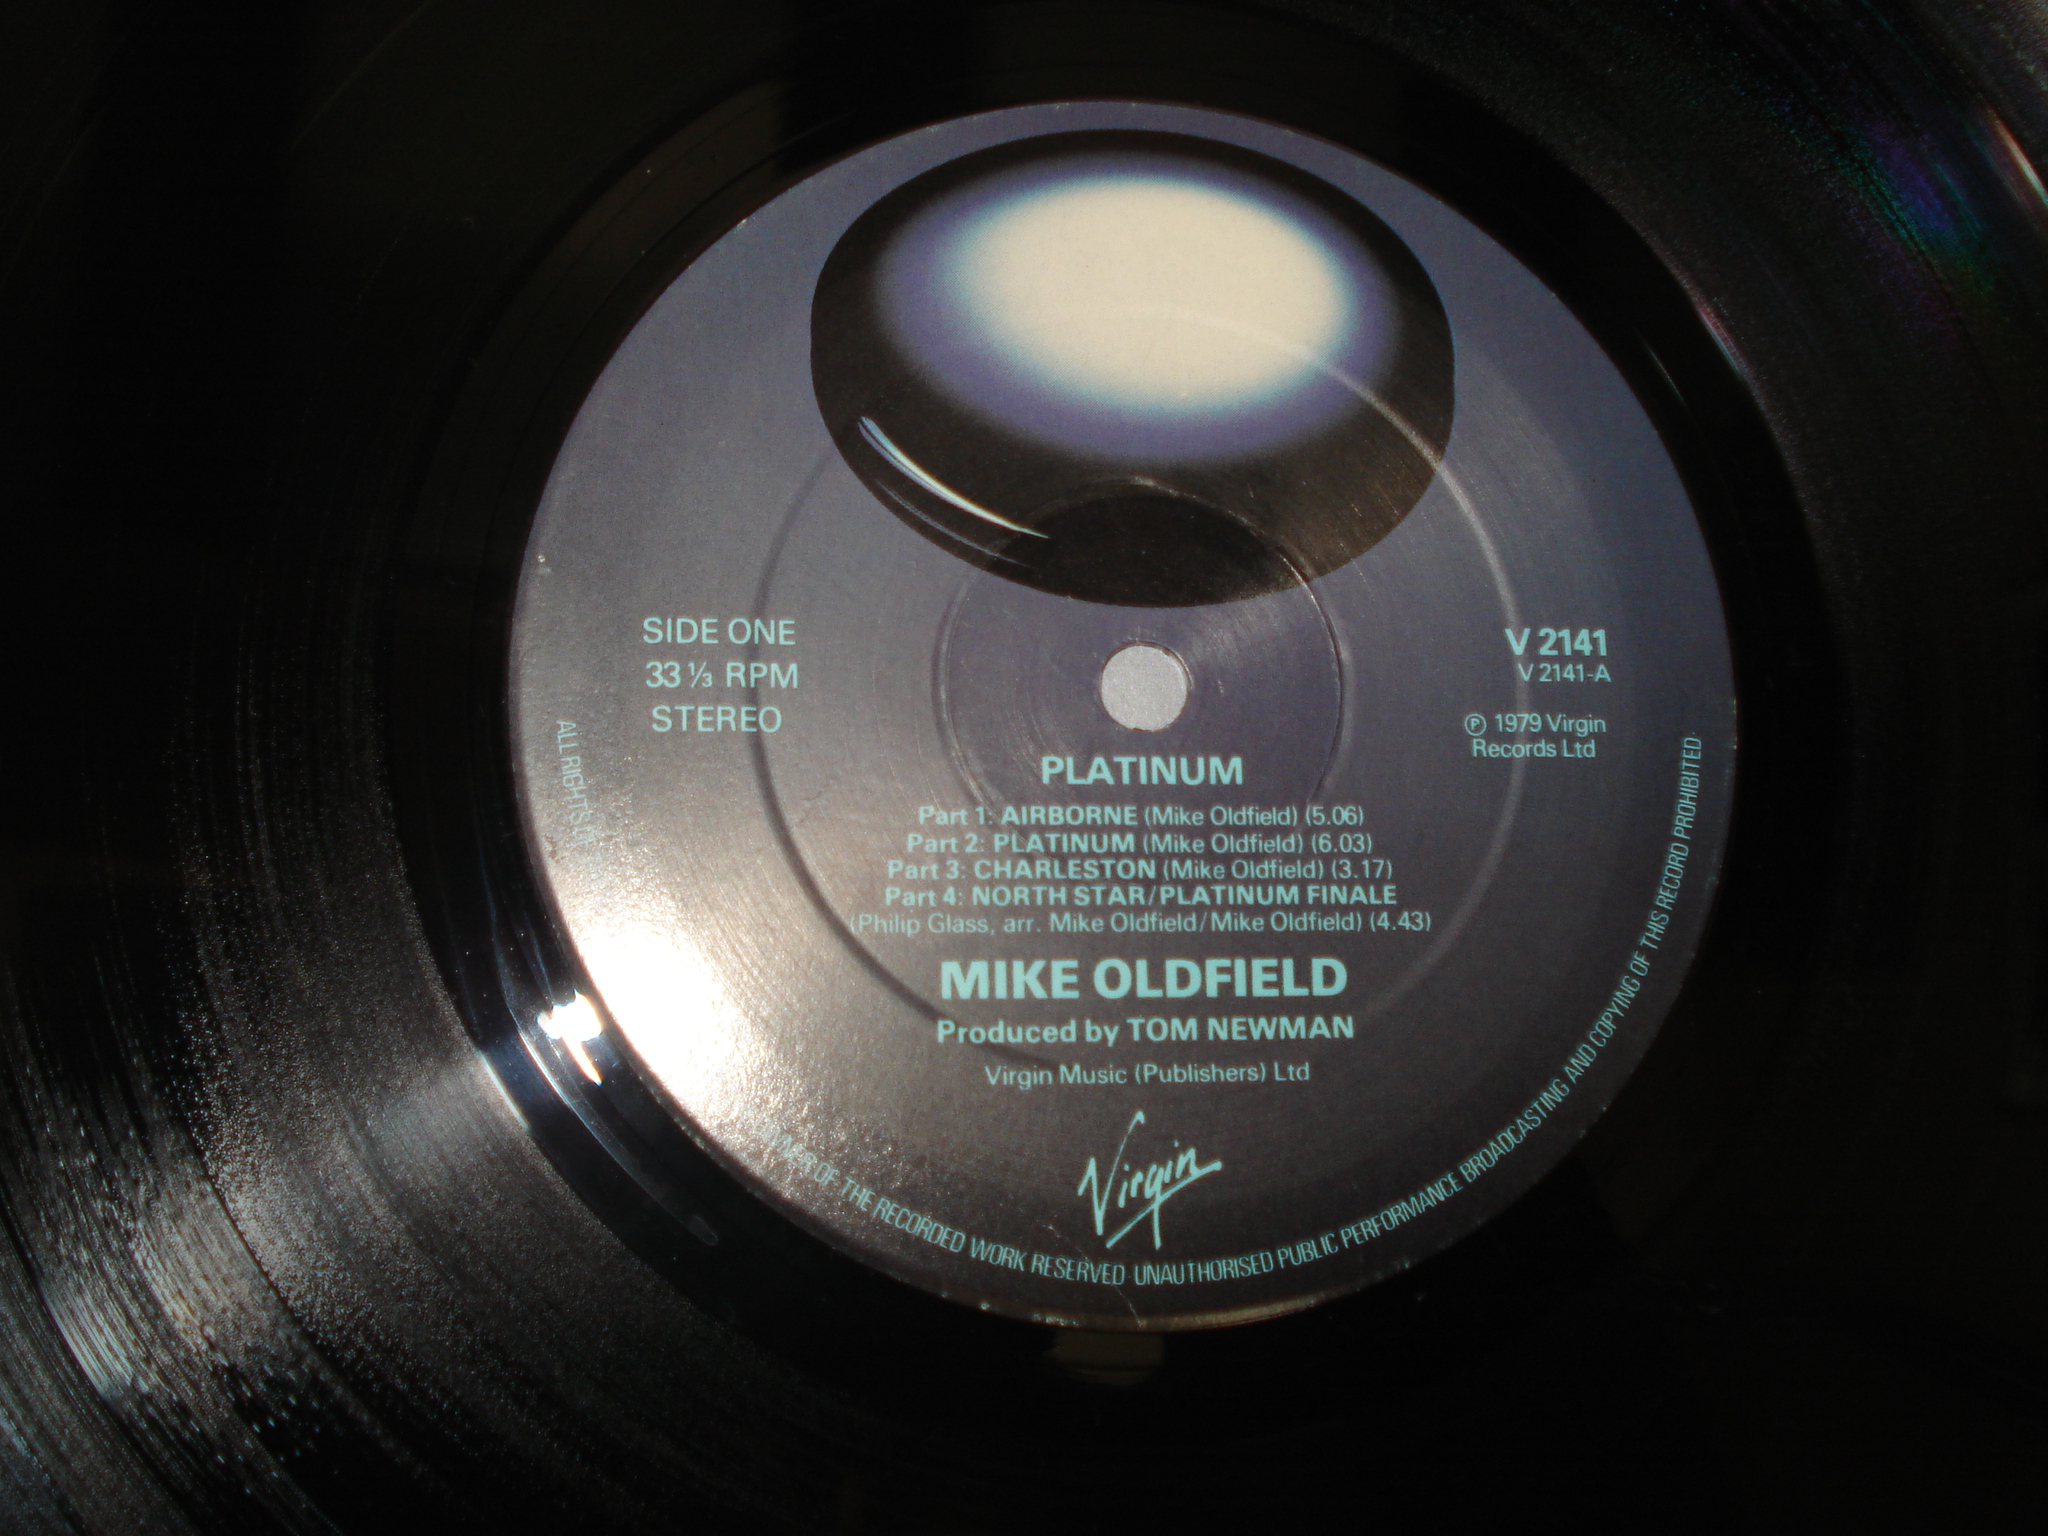 SIDE ONE
33 ⅓ RPM
STEREO
V 2141
V 2141-A
℗ 1979 Virgin
Records Ltd
PLATINUM
Part 1: AIRBORNE (Mike Oldfield) (5.06)
Part 2: PLATINUM (Mike Oldfield) (6.03)
Part 3: CHARLESTON (Mike Oldfield) (3.17)
Part 4: NORTH STAR/PLATINUM FINALE
(Philip Glass, arr. Mike Oldfield/Mike Oldfield) (4.43)
MIKE OLDFIELD
Produced by TOM NEWMAN
Virgin Music (Publishers) Ltd
Virgin
ALL RIGHTS OF THE RECORDED WORK RESERVED · UNAUTHORISED PUBLIC PERFORMANCE BROADCASTING AND COPYING OF THIS RECORD PROHIBITED·